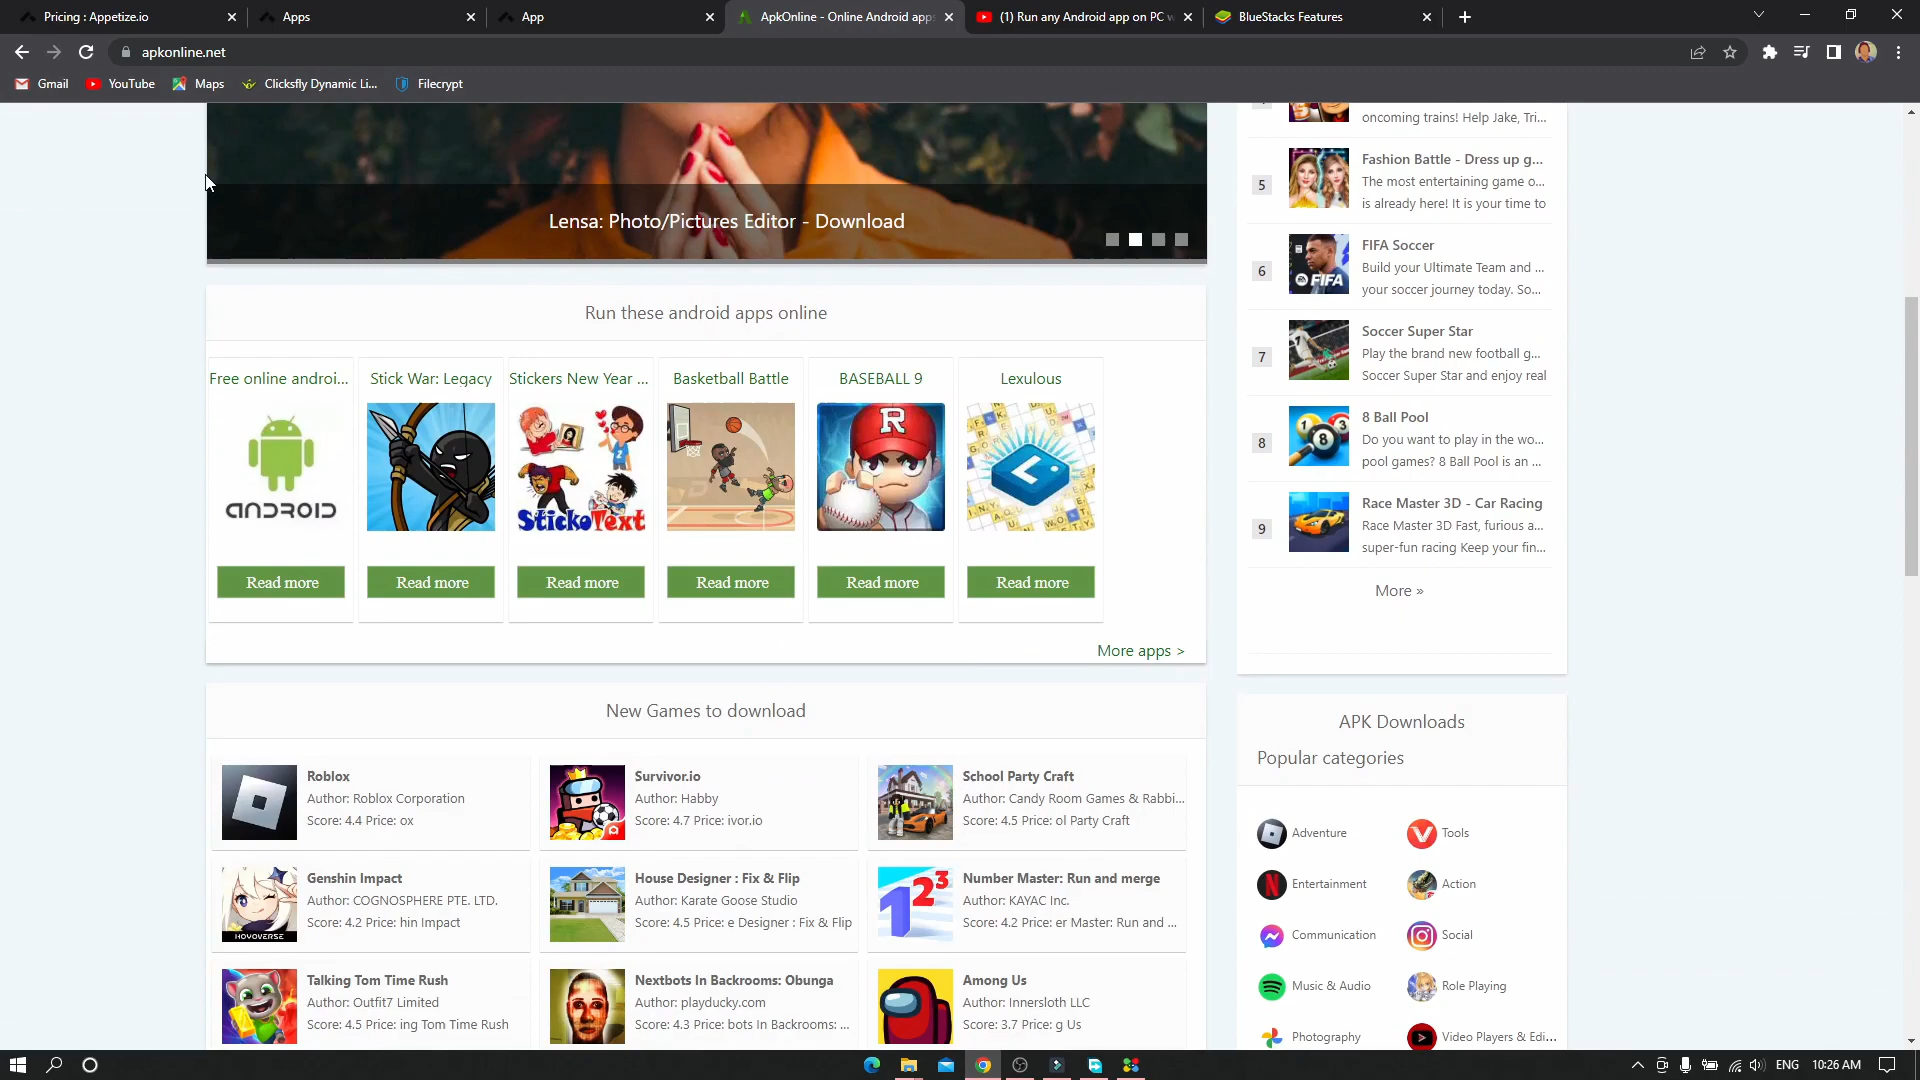 Pricing : Appetize.io
Apps
App
ApkOnline - Online Android apps
(1) Run any Android app on PC w
BlueStacks Features
apkonline.net
Gmail
YouTube
Maps
Clicksfly Dynamic Li...
Filecrypt
Lensa: Photo/Pictures Editor - Download
Run these android apps online
Free online androi...
Stick War: Legacy
Stickers New Year ...
Basketball Battle
BASEBALL 9
Lexulous
ANDROID
StickoText
R
L
Read more
Read more
Read more
Read more
Read more
Read more
More apps >
New Games to download
Roblox
Author: Roblox Corporation
Score: 4.4 Price: ox
Survivor.io
Author: Habby
Score: 4.7 Price: ivor.io
School Party Craft
Author: Candy Room Games & Rabbi...
Score: 4.5 Price: ol Party Craft
Genshin Impact
Author: COGNOSPHERE PTE. LTD.
Score: 4.2 Price: hin Impact
HOYOVERSE
House Designer : Fix & Flip
Author: Karate Goose Studio
Score: 4.5 Price: e Designer : Fix & Flip
123
Number Master: Run and merge
Author: KAYAC Inc.
Score: 4.2 Price: er Master: Run and ...
Talking Tom Time Rush
Author: Outfit7 Limited
Score: 4.5 Price: ing Tom Time Rush
Nextbots In Backrooms: Obunga
Author: playducky.com
Score: 4.3 Price: bots In Backrooms: ...
Among Us
Author: Innersloth LLC
Score: 3.7 Price: g Us
oncoming trains! Help Jake, Tri...
5
Fashion Battle - Dress up g...
The most entertaining game o...
is already here! It is your time to
6
FIFA
FIFA Soccer
Build your Ultimate Team and ...
your soccer journey today. So...
7
Soccer Super Star
Play the brand new football g...
Soccer Super Star and enjoy real
8
1 3 8
8 Ball Pool
Do you want to play in the wo...
pool games? 8 Ball Pool is an ...
9
Race Master 3D - Car Racing
Race Master 3D Fast, furious a...
super-fun racing Keep your fin...
More »
APK Downloads
Popular categories
Adventure
Tools
Entertainment
Action
Communication
Social
Music & Audio
Role Playing
Photography
Video Players & Edi...
ENG
10:26 AM